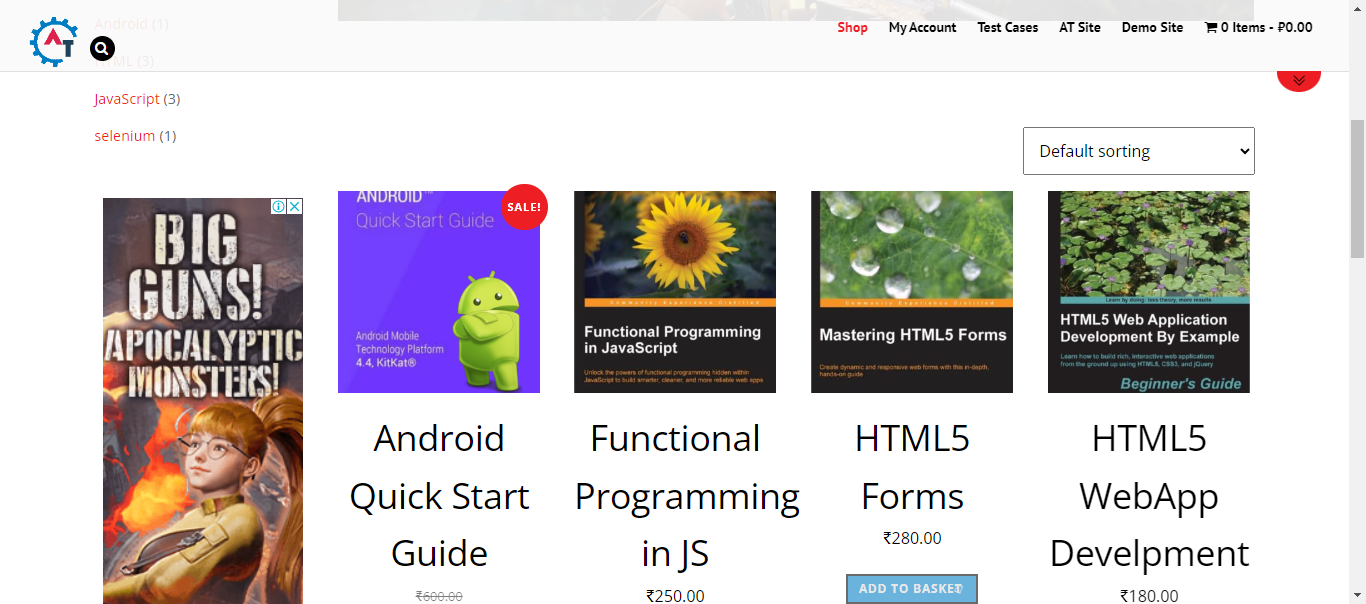 Android (1)
Shop
My Account
Test Cases
AT Site
Demo Site
0 Items - ₽0.00
AT
HTML (3)
JavaScript (3)
selenium (1)
Default sorting
SALE!
BIG
GUNS!
APOCALYPTIC
MONSTERS!
ANDROID™
Quick Start Guide
Android Mobile
Technology Platform
4.4, KitKat®
Community Experience Distilled
Functional Programming
in JavaScript
Unlock the powers of functional programming hidden within
JavaScript to build smarter, cleaner, and more reliable web apps
Community Experience Distilled
Mastering HTML5 Forms
Create dynamic and responsive web forms with this in-depth,
hands-on guide
Learn by doing: less theory, more results
HTML5 Web Application
Development By Example
Learn how to build rich, interactive web applications
from the ground up using HTML5, CSS3, and jQuery
Beginner's Guide
Android
Quick Start
Guide
₹600.00
Functional
Programming
in JS
₹250.00
HTML5
Forms
₹280.00
ADD TO BASKET
HTML5
WebApp
Develpment
₹180.00